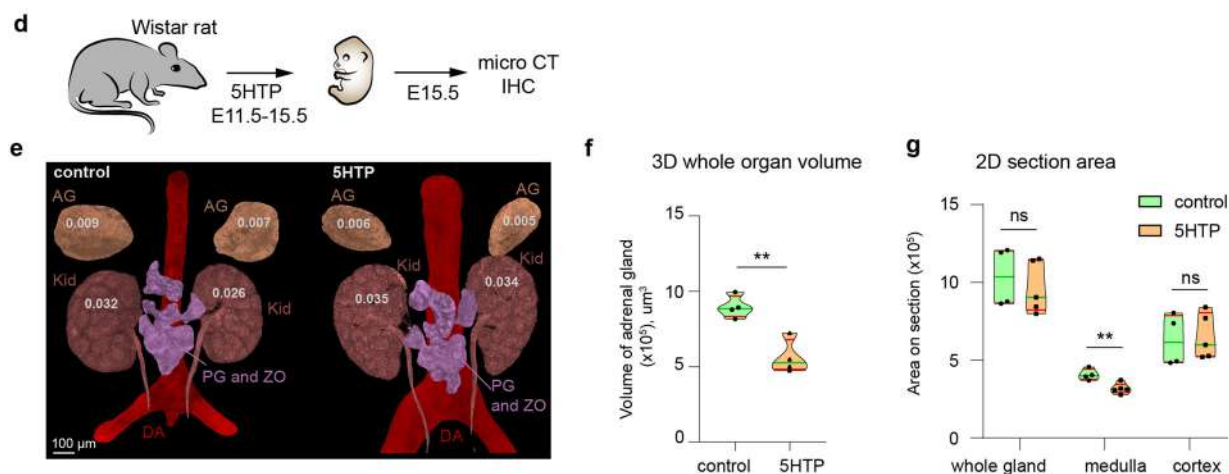 d
Wistar rat
5HTP
E11.5-15.5
E15.5
micro CT
IHC
e
control
5HTP
AG
0.009
AG
0.007
AG
0.006
0.005
AG
Kid
0.032
0.026
Kid
Kid
0.035
0.034
Kid
PG and ZO
PG
and ZO
DA
DA
100 µm
f
3D whole organ volume
Volume of adrenal gland
(x10⁵), um³
15
10
5
0
**
control
5HTP
g
2D section area
Area on section (x10⁵)
15
10
5
0
control
5HTP
ns
**
ns
whole gland
medulla
cortex